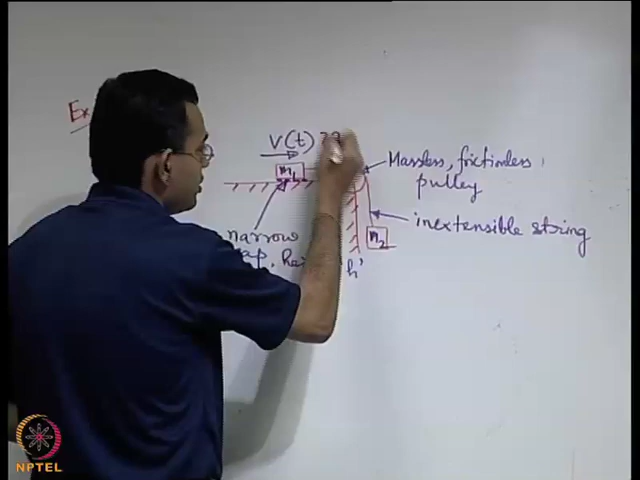 Ex
V(t)
m1
Massless, frictionless,
pulley
inextensible string
narrow
m2
h'
NPTEL